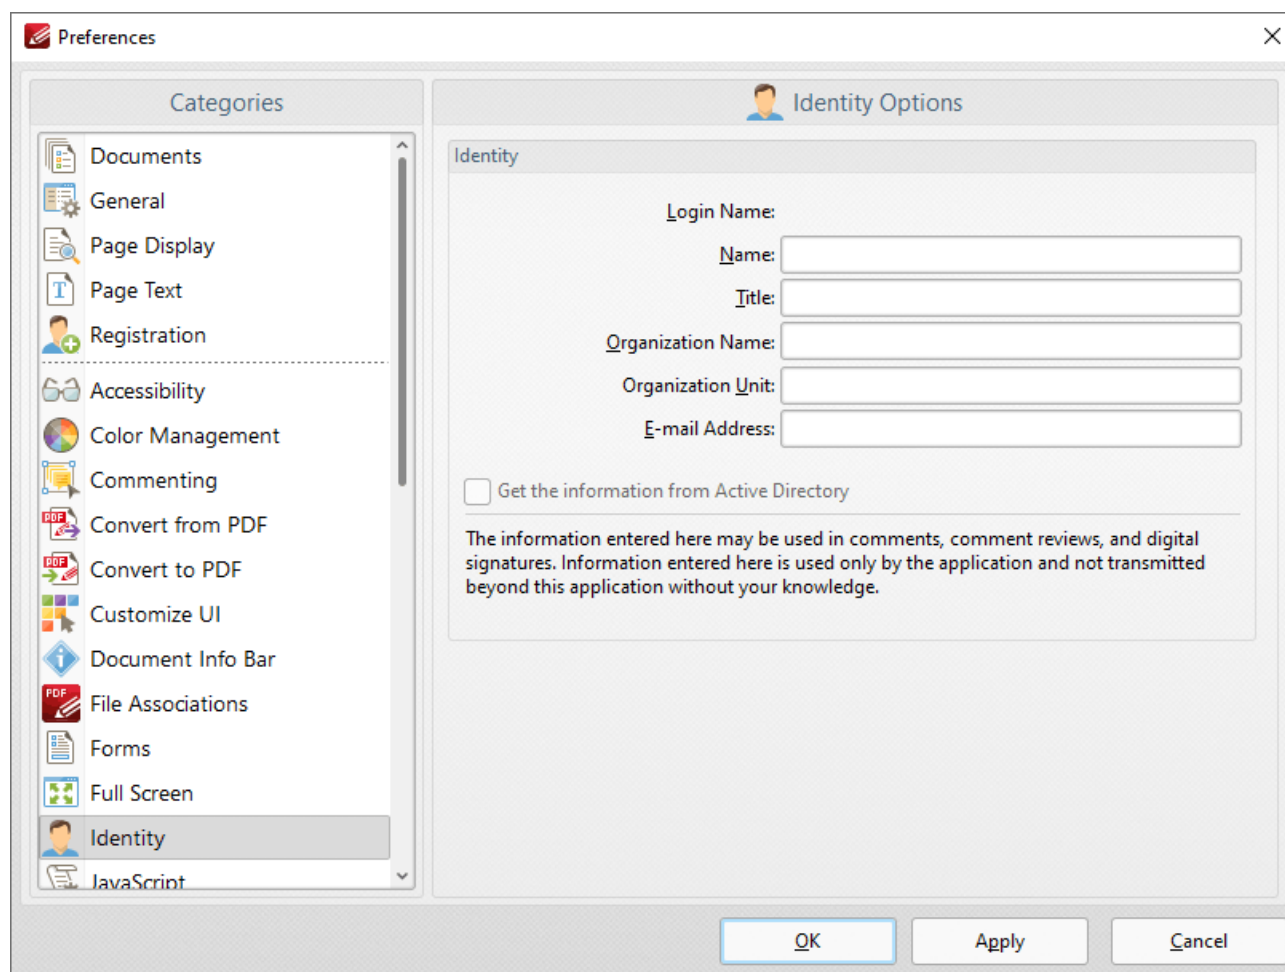 Preferences
Categories
Documents
General
Page Display
Page Text
Registration
Accessibility
Color Management
Commenting
Convert from PDF
Convert to PDF
Customize UI
Document Info Bar
File Associations
Forms
Full Screen
Identity
JavaScript
Identity Options
Identity
Login Name:
Name:
Title:
Organization Name:
Organization Unit:
E-mail Address:
Get the information from Active Directory
The information entered here may be used in comments, comment reviews, and digital
signatures. Information entered here is used only by the application and not transmitted
beyond this application without your knowledge.
OK
Apply
Cancel